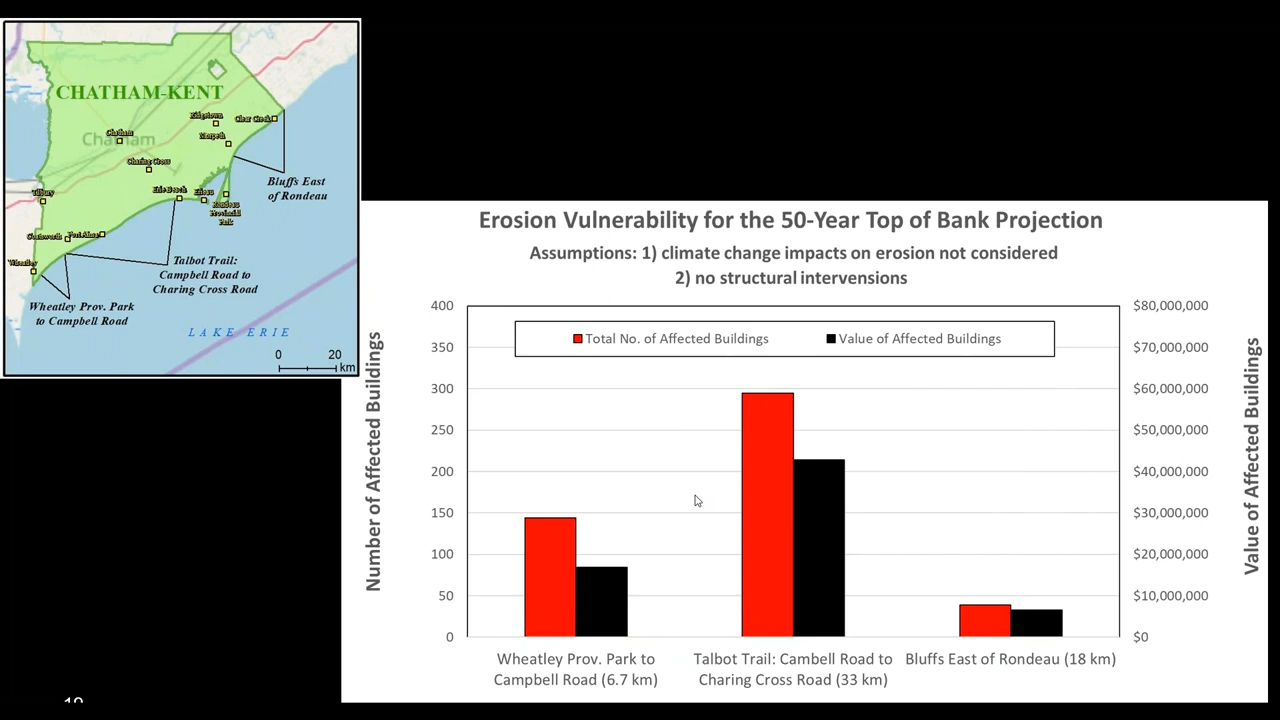 CHATHAM-KENT
Ridgetown
Clear Creek
Chatham
Chatham
Morpeth
Charing Cross
Bluffs East
of Rondeau
Tilbury
Erie Beach
Erieau
Rondeau
Provincial
Park
Coatsworth
Port Alma
Wheatley
Talbot Trail:
Campbell Road to
Charing Cross Road
Wheatley Prov. Park
to Campbell Road
LAKE ERIE
0 20
km
Erosion Vulnerability for the 50-Year Top of Bank Projection
Assumptions: 1) climate change impacts on erosion not considered
2) no structural intervensions
Number of Affected Buildings
400
350
300
250
200
150
100
50
0
Total No. of Affected Buildings
Value of Affected Buildings
$80,000,000
$70,000,000
$60,000,000
$50,000,000
$40,000,000
$30,000,000
$20,000,000
$10,000,000
$0
Value of Affected Buildings
Wheatley Prov. Park to
Campbell Road (6.7 km)
Talbot Trail: Cambell Road to
Charing Cross Road (33 km)
Bluffs East of Rondeau (18 km)